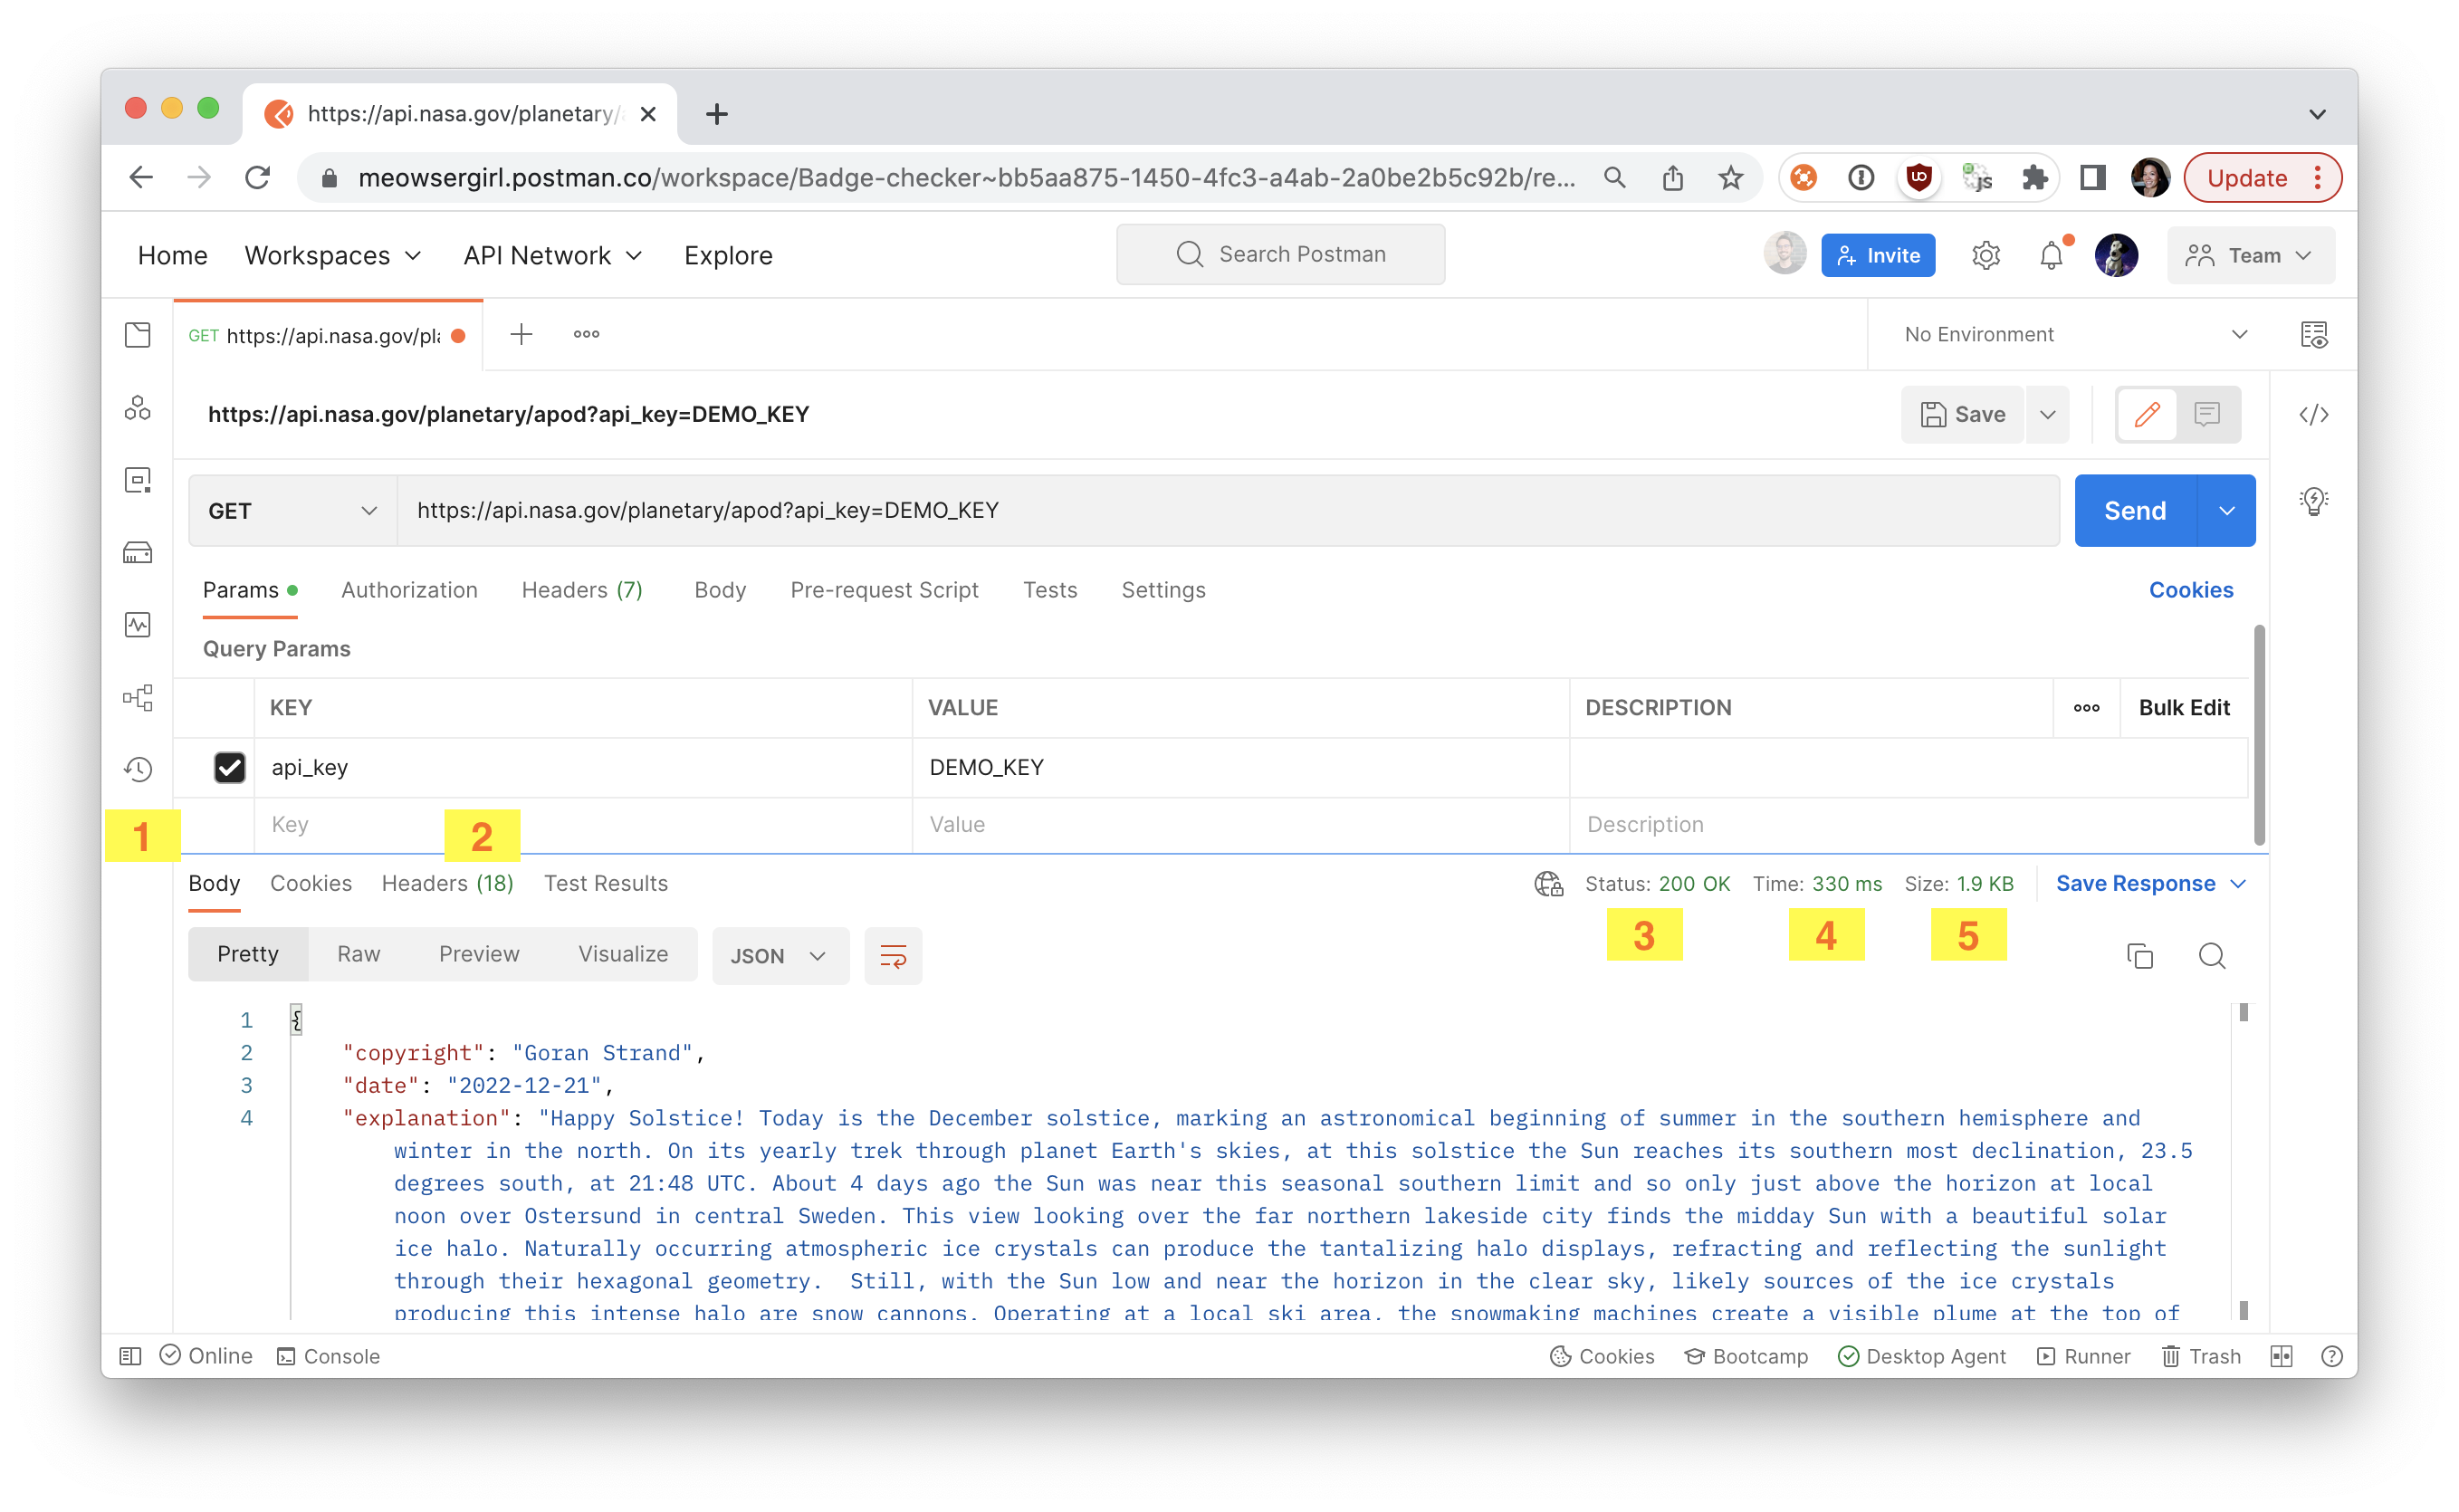 https://api.nasa.gov/planetary/
meowsergirl.postman.co/workspace/Badge-checker~bb5aa875-1450-4fc3-a4ab-2a0be2b5c92b/re...
UO
js
Update
Home Workspaces API Network Explore
Search Postman
Invite
Team
GET https://api.nasa.gov/pl
No Environment
https://api.nasa.gov/planetary/apod?api_key=DEMO_KEY
Save
GET https://api.nasa.gov/planetary/apod?api_key=DEMO_KEY
Send
Params Authorization Headers (7) Body Pre-request Script Tests Settings Cookies
Query Params
KEY VALUE DESCRIPTION Bulk Edit
api_key DEMO_KEY
Key Value Description
1 2
Body Cookies Headers (18) Test Results Status: 200 OK Time: 330 ms Size: 1.9 KB Save Response
3 4 5
Pretty Raw Preview Visualize JSON
1 {
2 "copyright": "Goran Strand",
3 "date": "2022-12-21",
4 "explanation": "Happy Solstice! Today is the December solstice, marking an astronomical beginning of summer in the southern hemisphere and
winter in the north. On its yearly trek through planet Earth's skies, at this solstice the Sun reaches its southern most declination, 23.5
degrees south, at 21:48 UTC. About 4 days ago the Sun was near this seasonal southern limit and so only just above the horizon at local
noon over Ostersund in central Sweden. This view looking over the far northern lakeside city finds the midday Sun with a beautiful solar
ice halo. Naturally occurring atmospheric ice crystals can produce the tantalizing halo displays, refracting and reflecting the sunlight
through their hexagonal geometry.  Still, with the Sun low and near the horizon in the clear sky, likely sources of the ice crystals
producing this intense halo are snow cannons. Operating at a local ski area, the snowmaking machines create a visible plume at the top of
Online Console Cookies Bootcamp Desktop Agent Runner Trash